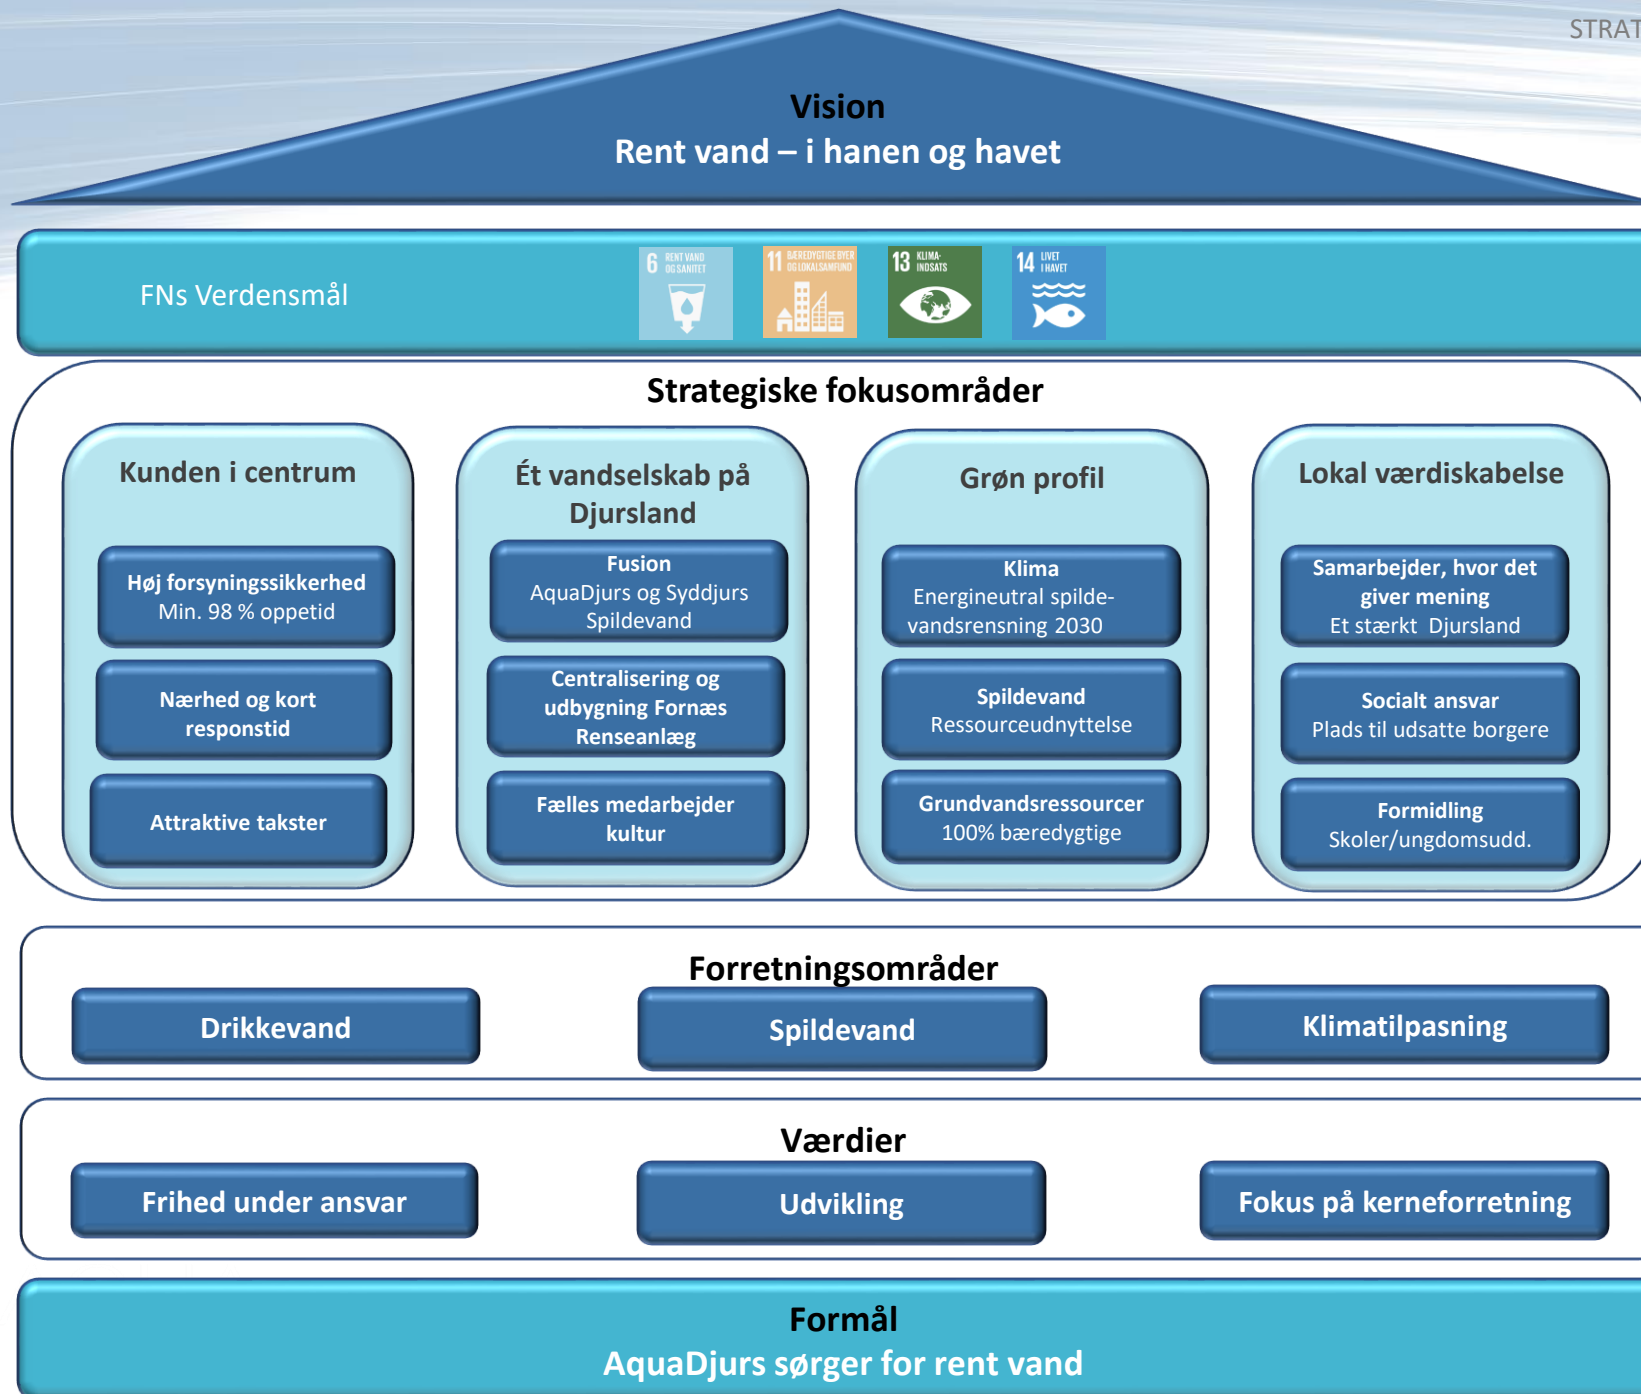 STRAT
Vision
Rent vand – i hanen og havet
FNs Verdensmål
6 RENT VAND
OG SANITET
11 BÆREDYGTIGE BYER
OG LOKALSAMFUND
13 KLIMA-
INDSATS
14 LIVET
I HAVET
Strategiske fokusområder
Kunden i centrum
Høj forsyningssikkerhed
Min. 98 % oppetid
Nærhed og kort
responstid
Attraktive takster
Ét vandselskab på
Djursland
Fusion
AquaDjurs og Syddjurs
Spildevand
Centralisering og
udbygning Fornæs
Renseanlæg
Fælles medarbejder
kultur
Grøn profil
Klima
Energineutral spilde-
vandsrensning 2030
Spildevand
Ressourceudnyttelse
Grundvandsressourcer
100% bæredygtige
Lokal værdiskabelse
Samarbejder, hvor det
giver mening
Et stærkt Djursland
Socialt ansvar
Plads til udsatte borgere
Formidling
Skoler/ungdomsudd.
Forretningsområder
Drikkevand
Spildevand
Klimatilpasning
Værdier
Frihed under ansvar
Udvikling
Fokus på kerneforretning
Formål
AquaDjurs sørger for rent vand